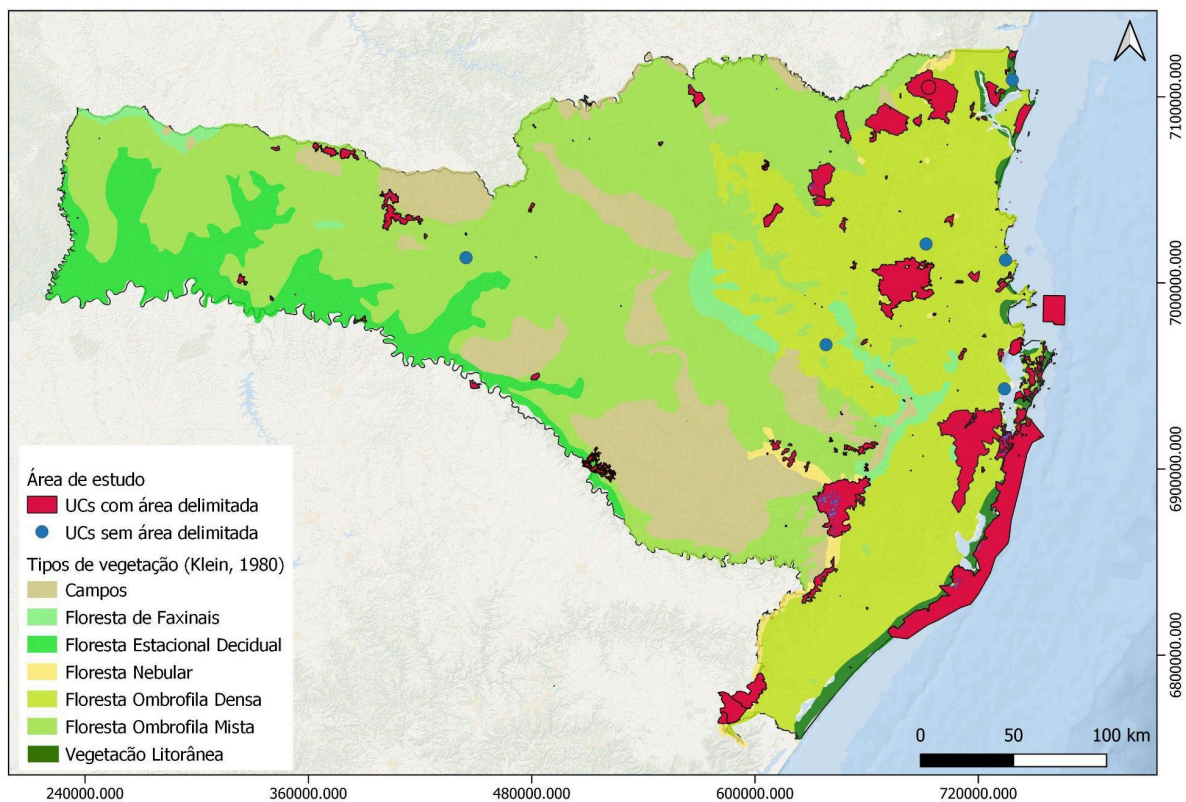 Área de estudo
UCs com área delimitada
UCs sem área delimitada
Tipos de vegetação (Klein, 1980)
Campos
Floresta de Faxinais
Floresta Estacional Decidual
Floresta Nebular
Floresta Ombrofila Densa
Floresta Ombrofila Mista
Vegetacão Litorânea
0 50 100 km
7100000.000
7000000.000
6900000.000
6800000.000
240000.000 360000.000 480000.000 600000.000 720000.000